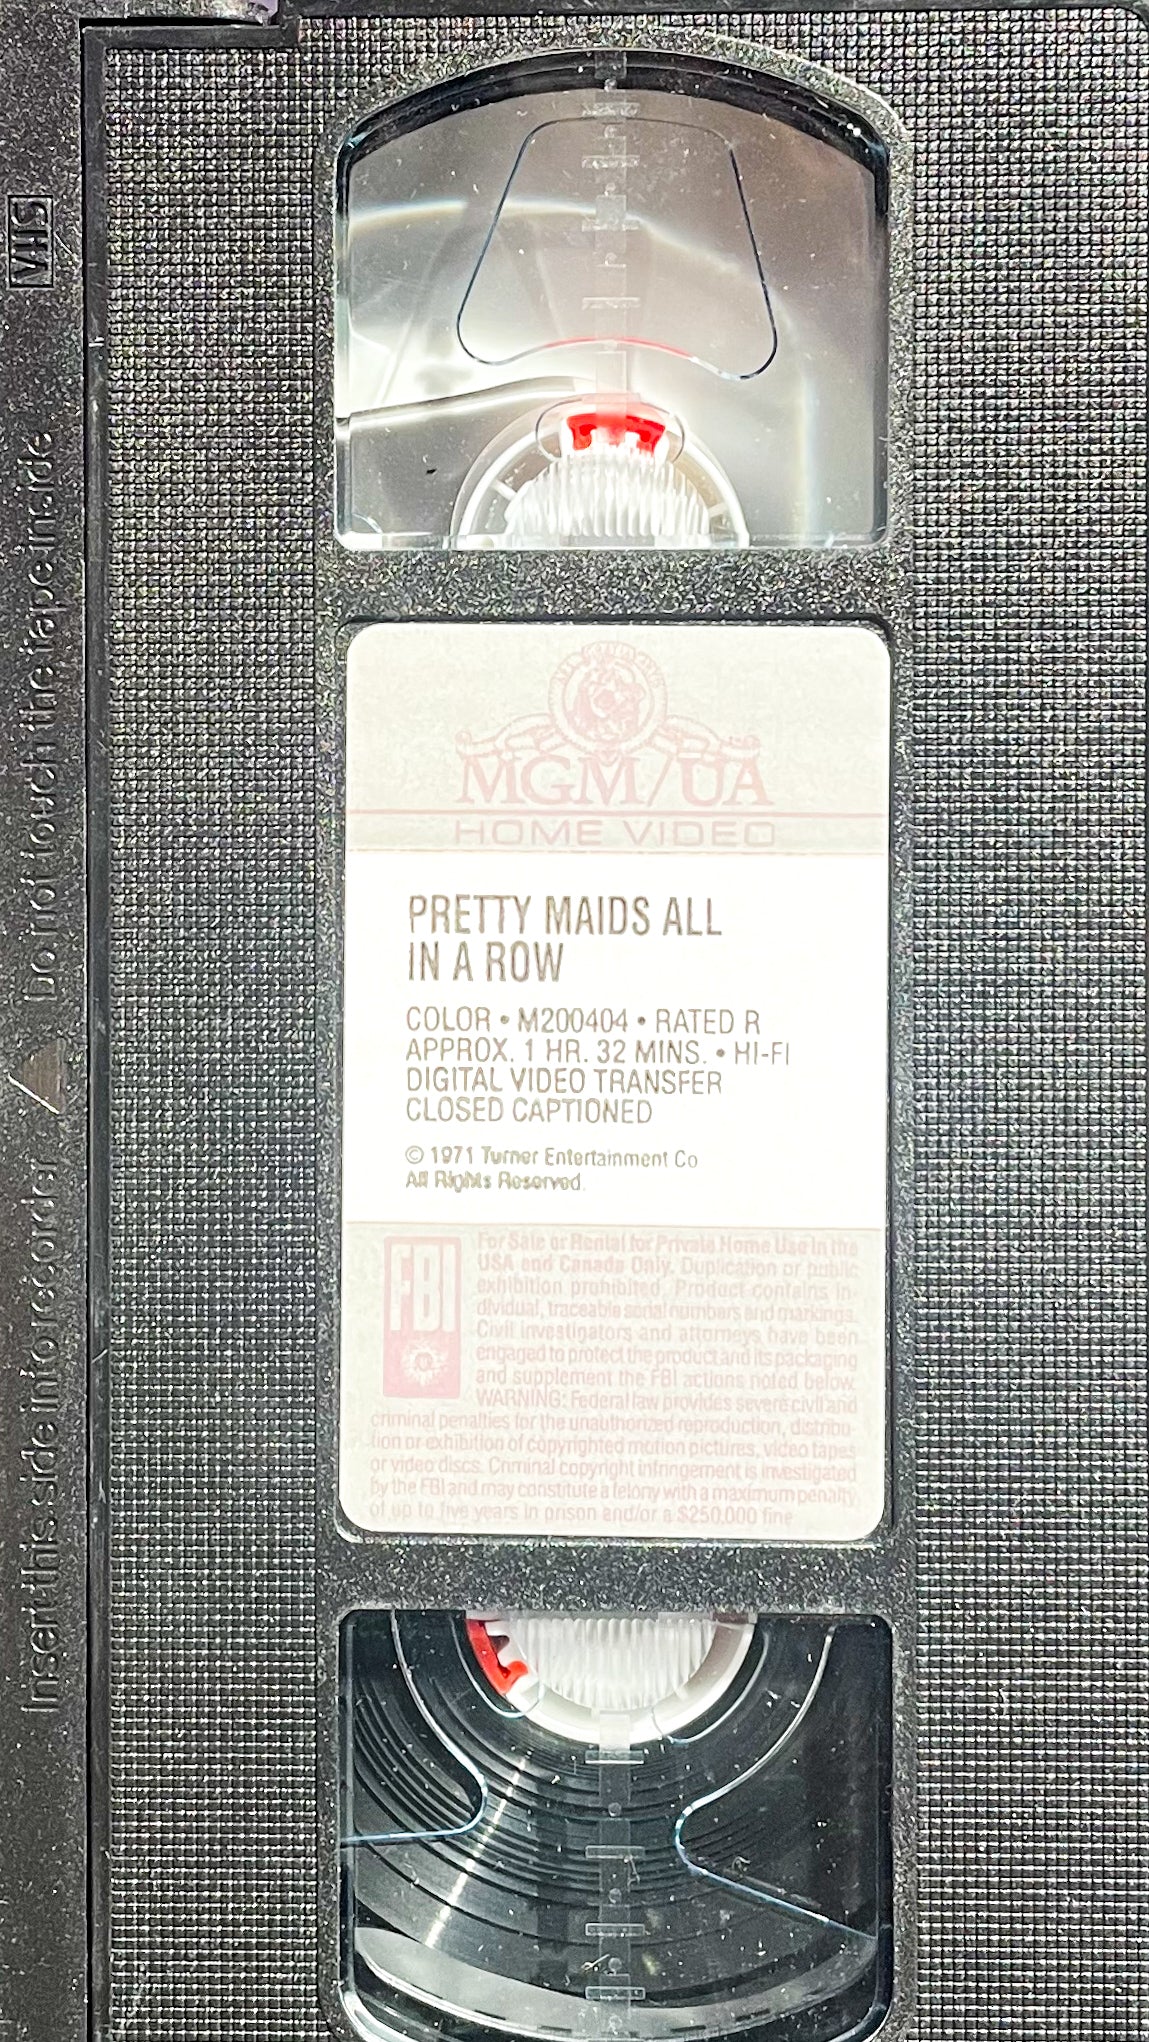 VHS
Do not touch the tape inside
Insert this side into recorder
MGM/UA
HOME VIDEO
PRETTY MAIDS ALL
IN A ROW
COLOR • M200404 • RATED R
APPROX. 1 HR. 32 MINS. • HI-FI
DIGITAL VIDEO TRANSFER
CLOSED CAPTIONED
© 1971 Turner Entertainment Co
All Rights Reserved.
FBI
For Sale or Rental for Private Home Use In the
USA and Canada Only. Duplication or public
exhibition prohibited. Product contains in-
dividual, traceable serial numbers and markings.
Civil investigators and attorneys have been
engaged to protect the product and its packaging
and supplement the FBI actions noted below.
WARNING: Federal law provides severe civil and
criminal penalties for the unauthorized reproduction, distribu-
tion or exhibition of copyrighted motion pictures, video tapes
or video discs. Criminal copyright infringement is investigated
by the FBI and may constitute a felony with a maximum penalty
of up to five years in prison and/or a $250,000 fine